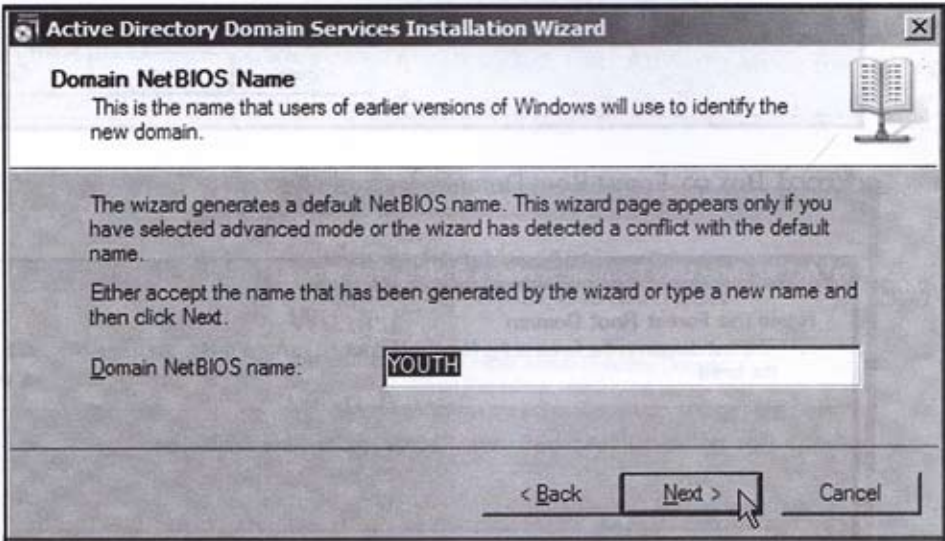 Active Directory Domain Services Installation Wizard
Domain NetBIOS Name
This is the name that users of earlier versions of Windows will use to identify the
new domain.
The wizard generates a default NetBIOS name. This wizard page appears only if you
have selected advanced mode or the wizard has detected a conflict with the default
name.
Either accept the name that has been generated by the wizard or type a new name and
then click Next.
Domain NetBIOS name: YOUTH
< Back Next > Cancel